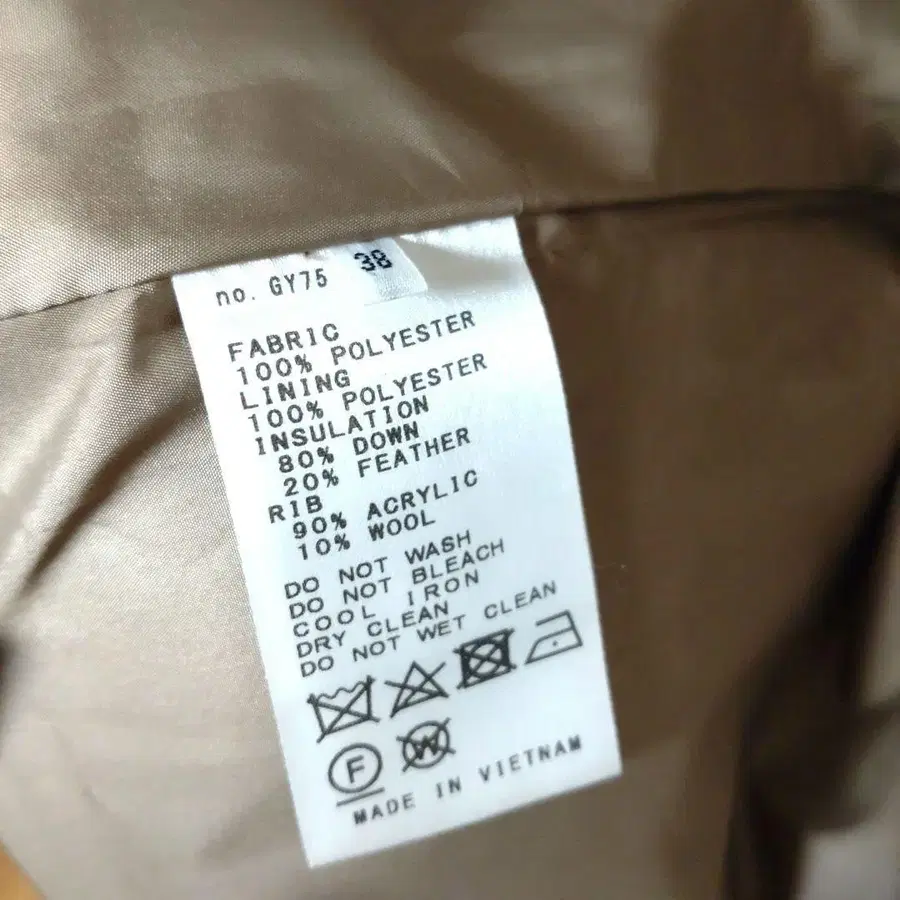 no. GY75 38
FABRIC
100% POLYESTER
LINING
100% POLYESTER
INSULATION
80% DOWN
20% FEATHER
RIB
90% ACRYLIC
10% WOOL
DO NOT WASH
DO NOT BLEACH
COOL IRON
DRY CLEAN
DO NOT WET CLEAN
F W
MADE IN VIETNAM